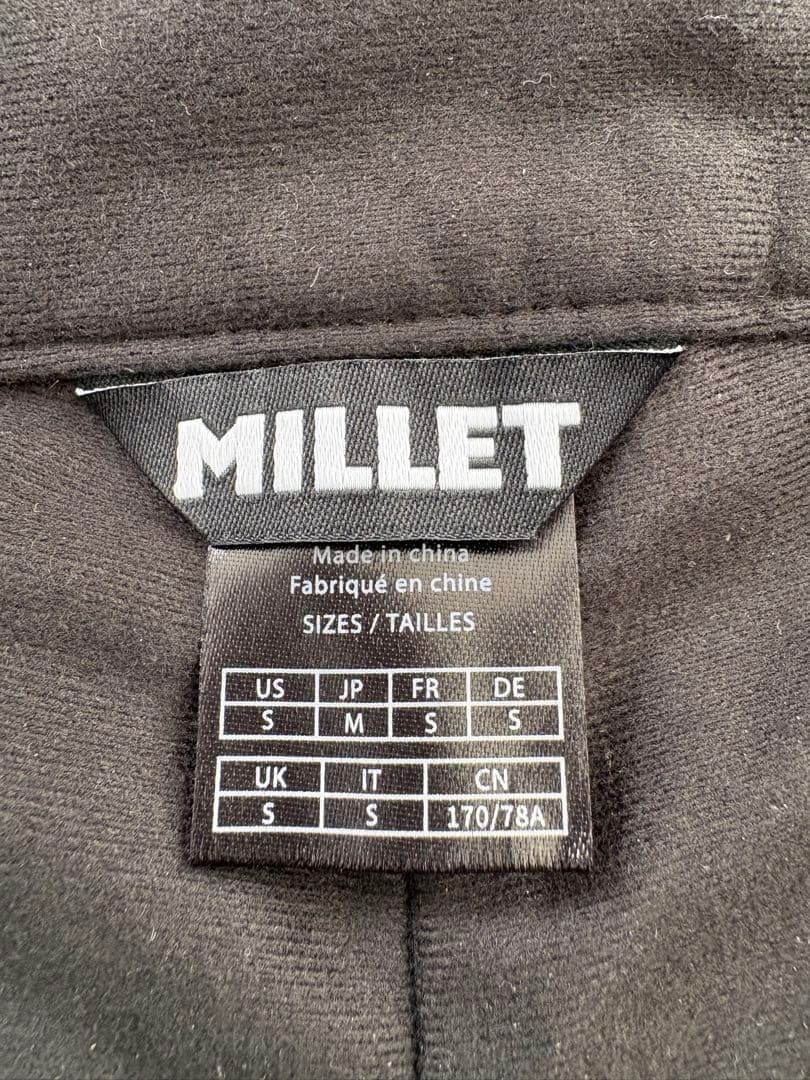 MILLET
Made in china
Fabriqué en chine
SIZES / TAILLES
US JP FR DE
S M S S
UK IT CN
S S 170/78A